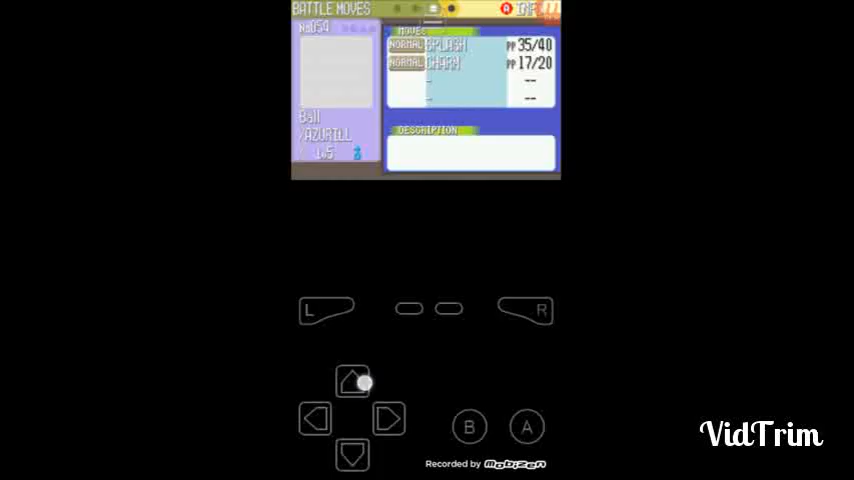 BATTLE MOVES
A INFO
No054
MOVES
NORMAL SPLASH PP 35/40
NORMAL CHARM PP 17/20
- --
- --
Ball
/AZURILL
Lv5
DESCRIPTION
L
R
B A
VidTrim
Recorded by MOBIZEN